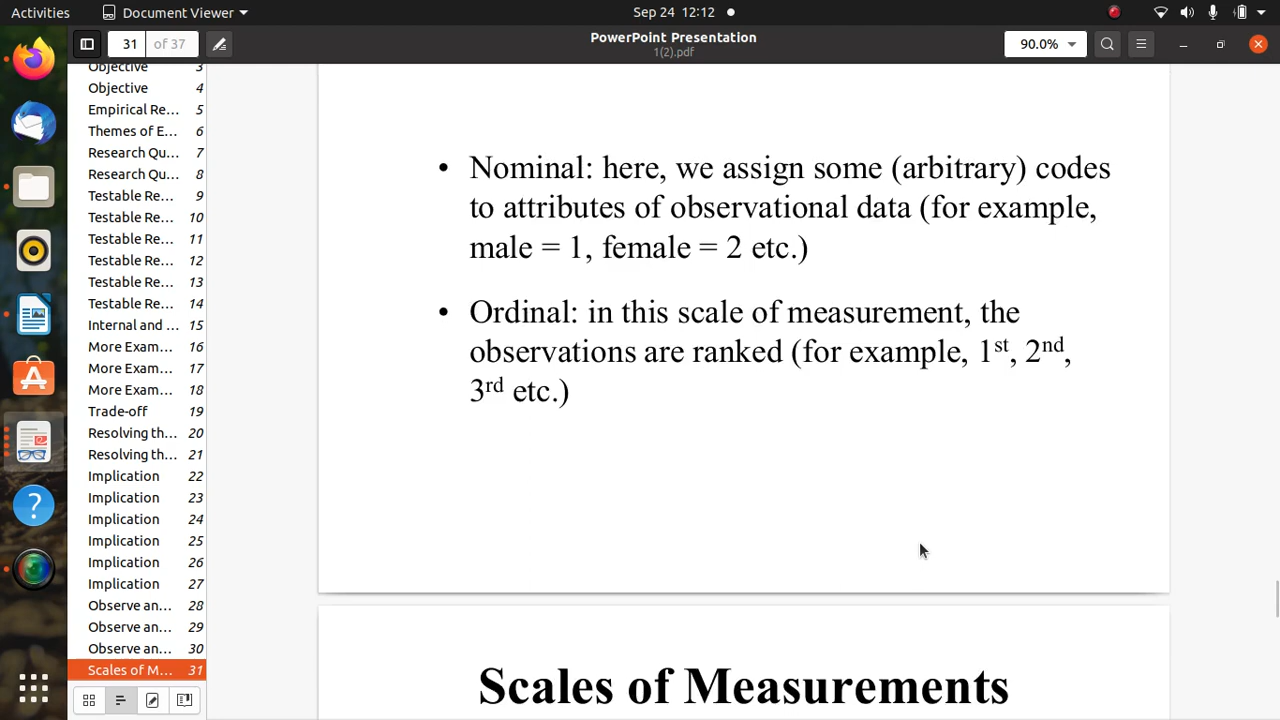 Activities
Document Viewer
Sep 24 12:12
31 of 37
PowerPoint Presentation
1(2).pdf
90.0%
Objective 3
Objective 4
Empirical Re... 5
Themes of E... 6
Research Qu... 7
Research Qu... 8
Testable Re... 9
Testable Re... 10
Testable Re... 11
Testable Re... 12
Testable Re... 13
Testable Re... 14
Internal and ... 15
More Exam... 16
More Exam... 17
More Exam... 18
Trade-off 19
Resolving th... 20
Resolving th... 21
Implication 22
Implication 23
Implication 24
Implication 25
Implication 26
Implication 27
Observe an... 28
Observe an... 29
Observe an... 30
Scales of M... 31
• Nominal: here, we assign some (arbitrary) codes
to attributes of observational data (for example,
male = 1, female = 2 etc.)
• Ordinal: in this scale of measurement, the
observations are ranked (for example, 1st, 2nd,
3rd etc.)
Scales of Measurements